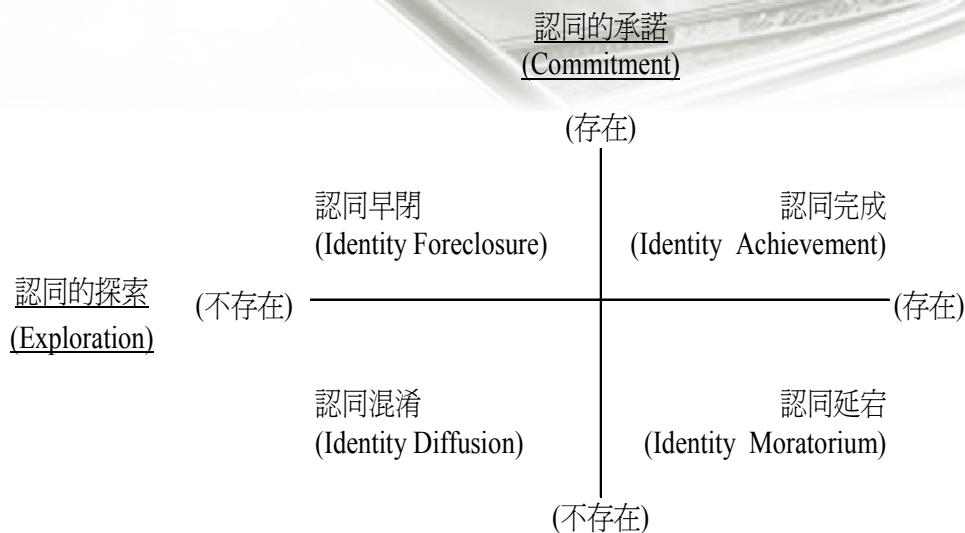 認同的承諾
(Commitment)
(存在)
認同早閉
(Identity Foreclosure)
認同完成
(Identity Achievement)
認同的探索
(Exploration)
(不存在)
(存在)
認同混淆
(Identity Diffusion)
認同延宕
(Identity Moratorium)
(不存在)